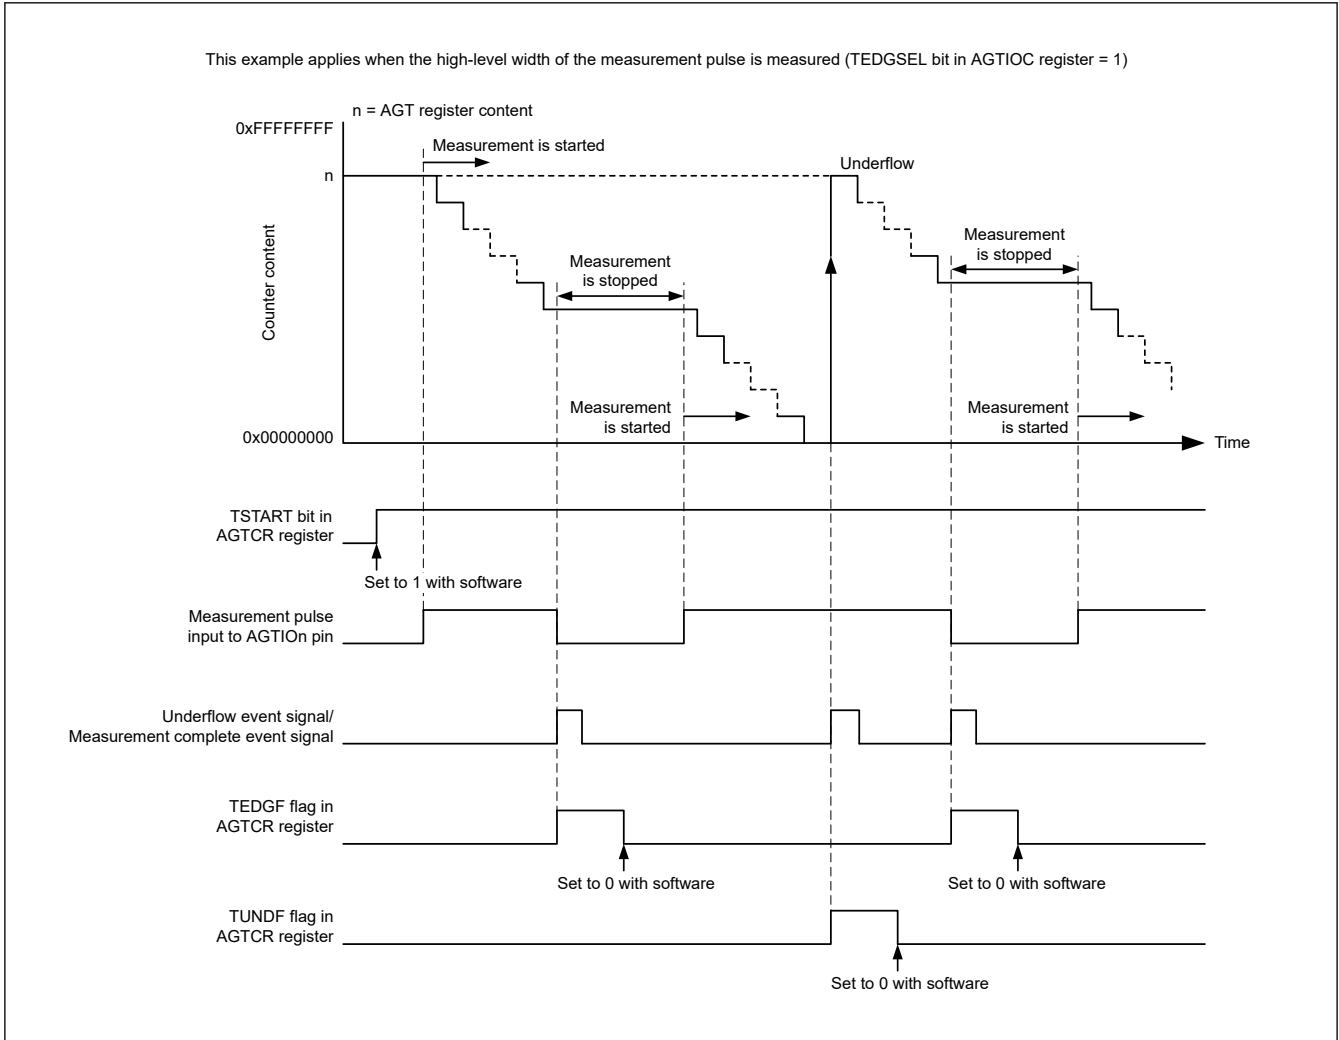 This example applies when the high-level width of the measurement pulse is measured (TEDGSEL bit in AGTIOC register = 1)
n = AGT register content
0xFFFFFFFF
Measurement is started
n
Underflow
Counter content
Measurement
is stopped
Measurement
is stopped
Measurement
is started
Measurement
is started
0x00000000
Time
TSTART bit in
AGTCR register
Set to 1 with software
Measurement pulse
input to AGTIOn pin
Underflow event signal/
Measurement complete event signal
TEDGF flag in
AGTCR register
Set to 0 with software
Set to 0 with software
TUNDF flag in
AGTCR register
Set to 0 with software